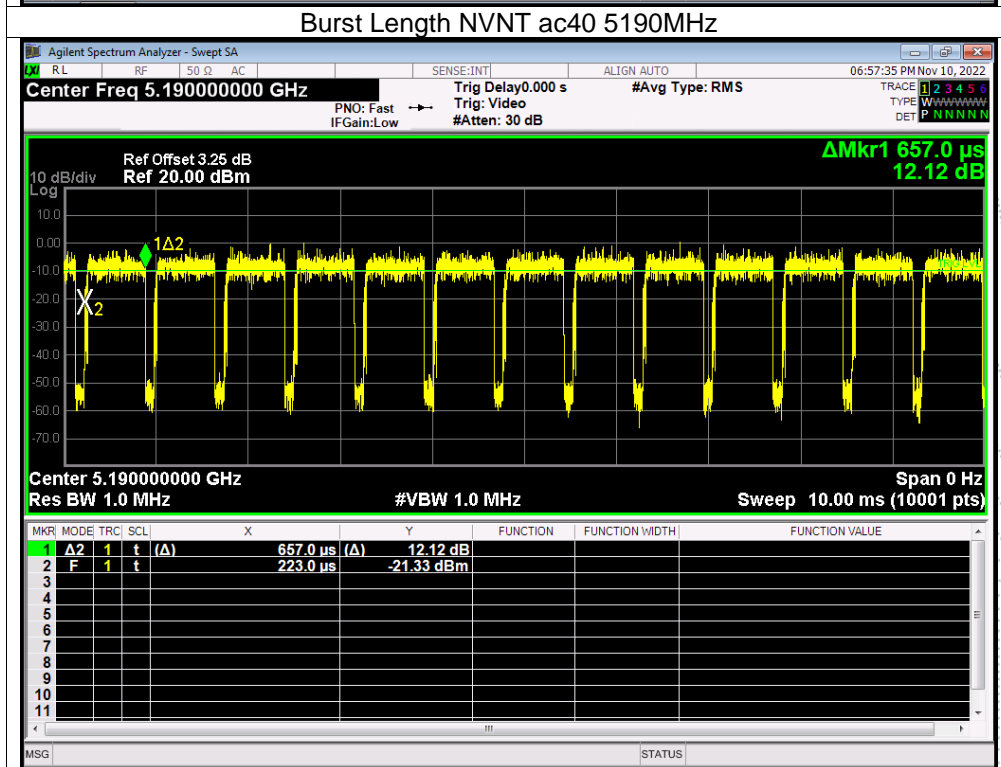 Burst Length NVNT ac40 5190MHz
Agilent Spectrum Analyzer - Swept SA
LXI RL RF 50 Ω AC SENSE:INT ALIGN AUTO 06:57:35 PM Nov 10, 2022
Center Freq 5.190000000 GHz
PNO: Fast
IFGain:Low
Trig Delay0.000 s
Trig: Video
#Atten: 30 dB
#Avg Type: RMS
TRACE 1 2 3 4 5 6
TYPE WWWWWW
DET P NNNNN
ΔMkr1 657.0 µs
12.12 dB
Ref Offset 3.25 dB
10 dB/div Ref 20.00 dBm
Log
10.0
0.00
-10.0
-20.0
-30.0
-40.0
-50.0
-60.0
-70.0
1Δ2
X2
Center 5.190000000 GHz Span 0 Hz
Res BW 1.0 MHz #VBW 1.0 MHz Sweep 10.00 ms (10001 pts)
MKR MODE TRC SCL X Y FUNCTION FUNCTION WIDTH FUNCTION VALUE
1 Δ2 1 t (Δ) 657.0 µs (Δ) 12.12 dB
2 F 1 t 223.0 µs -21.33 dBm
3
4
5
6
7
8
9
10
11
MSG STATUS